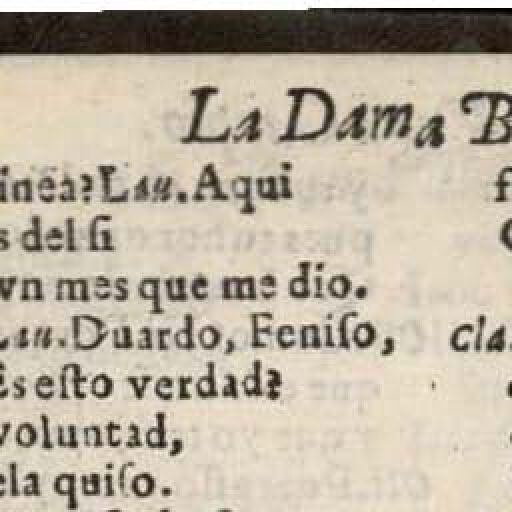 La Dama B
inea? Lau. Aqui
s del ſi
vn mes que me dio.
Lau. Duardo, Feniſo,
Es eſto verdad?
voluntad,
ela quiſo.
Cla.